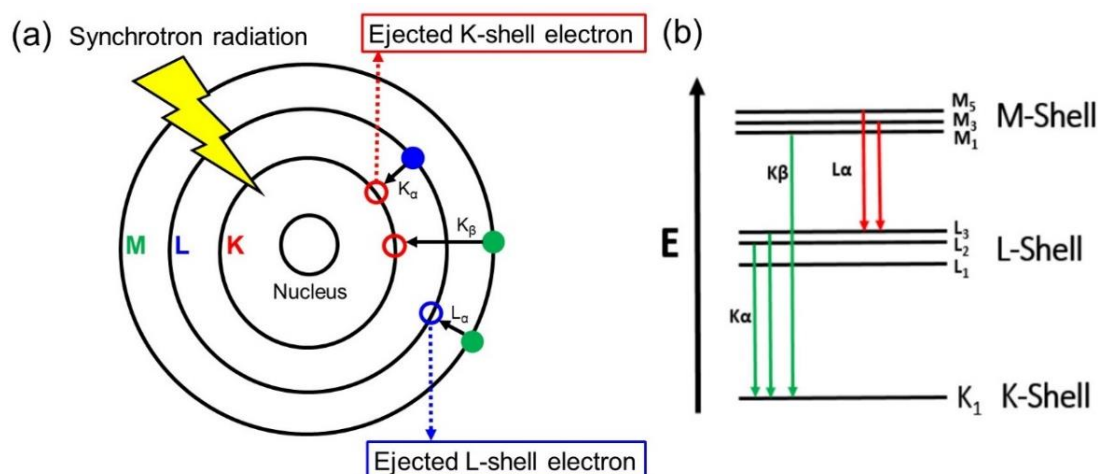 (a)
Synchrotron radiation
Ejected K-shell electron
Kα
Kβ
M
L
K
Nucleus
Lα
Ejected L-shell electron
(b)
M5
M3
M1
M-Shell
Kβ
Lα
E
L3
L2
L1
L-Shell
Kα
K1
K-Shell